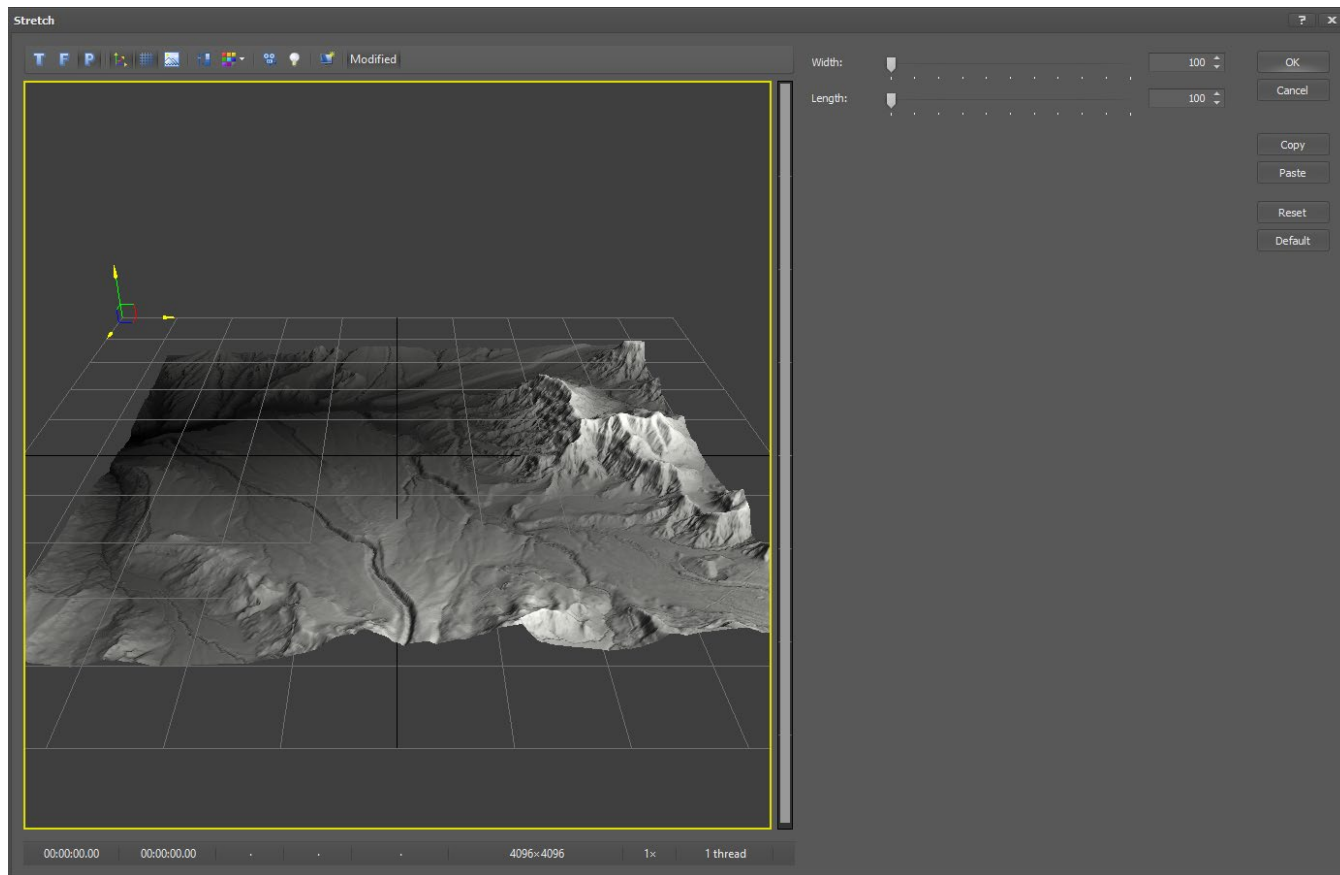 Stretch
? ×
T F P Modified
Width: 100 OK
Length: 100 Cancel
Copy
Paste
Reset
Default
00:00:00.00 00:00:00.00 . . . 4096×4096 1× 1 thread